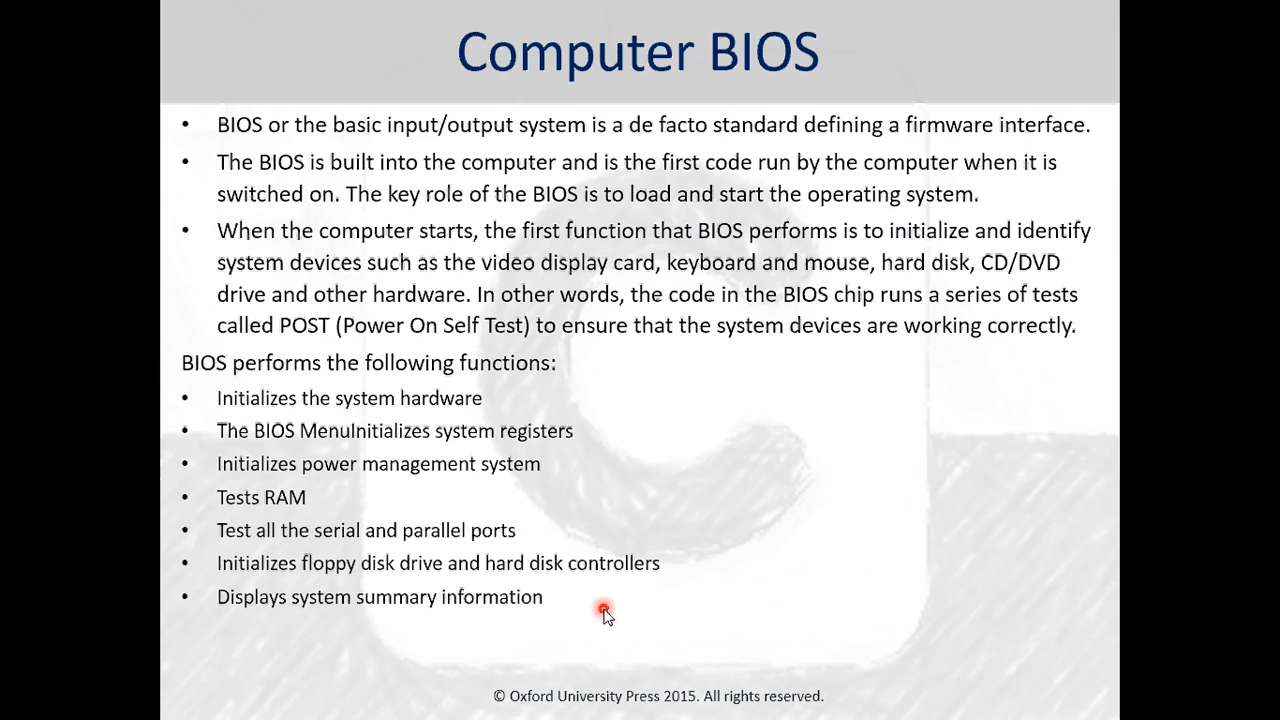 Computer BIOS
• BIOS or the basic input/output system is a de facto standard defining a firmware interface.
• The BIOS is built into the computer and is the first code run by the computer when it is
switched on. The key role of the BIOS is to load and start the operating system.
• When the computer starts, the first function that BIOS performs is to initialize and identify
system devices such as the video display card, keyboard and mouse, hard disk, CD/DVD
drive and other hardware. In other words, the code in the BIOS chip runs a series of tests
called POST (Power On Self Test) to ensure that the system devices are working correctly.
BIOS performs the following functions:
• Initializes the system hardware
• The BIOS MenuInitializes system registers
• Initializes power management system
• Tests RAM
• Test all the serial and parallel ports
• Initializes floppy disk drive and hard disk controllers
• Displays system summary information
© Oxford University Press 2015. All rights reserved.